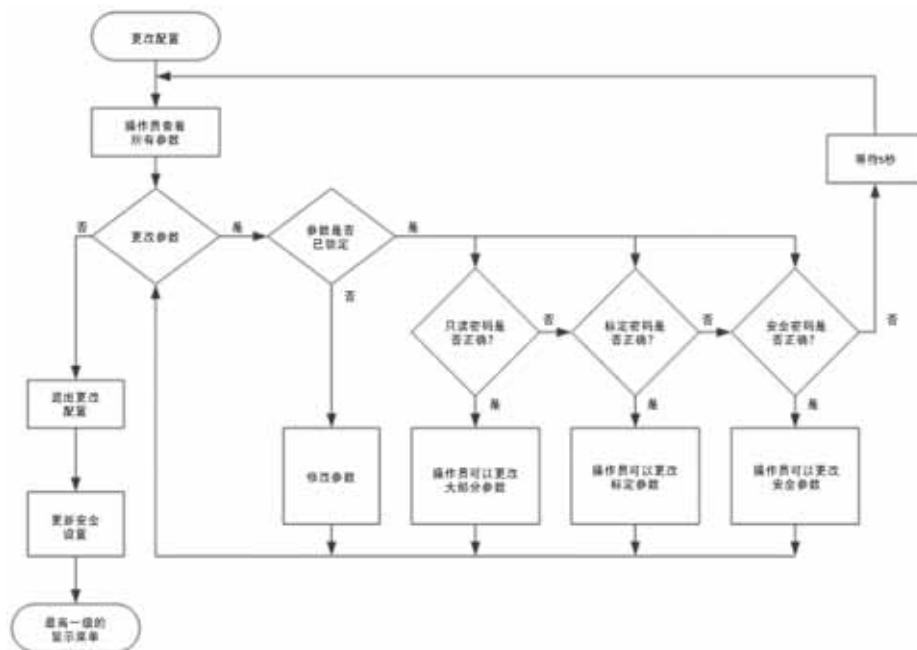 更改配置
操作员查看
所有参数
等待5秒
否
更改参数
是
参数是否
已锁定
是
否
只读密码是
否正确？
否
标定密码是
否正确？
否
安全密码是
否正确？
否
退出更改
配置
是
是
是
修改参数
操作员可以更改
大部分参数
操作员可以更改
标定参数
操作员可以更改
安全参数
更新安全
设置
最高一级的
显示菜单